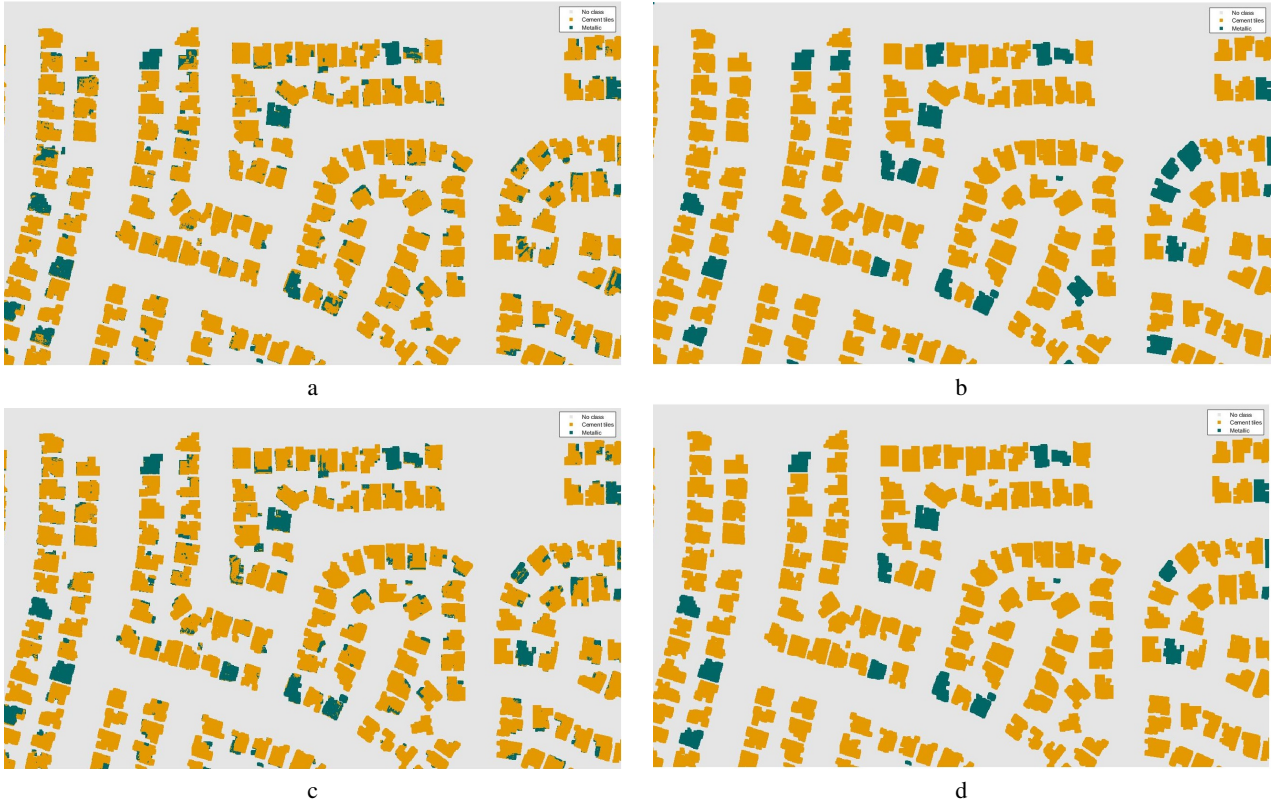 No class
Cement tiles
Metallic
No class
Cement tiles
Metallic
a
b
No class
Cement tiles
Metallic
No class
Cement tiles
Metallic
c
d